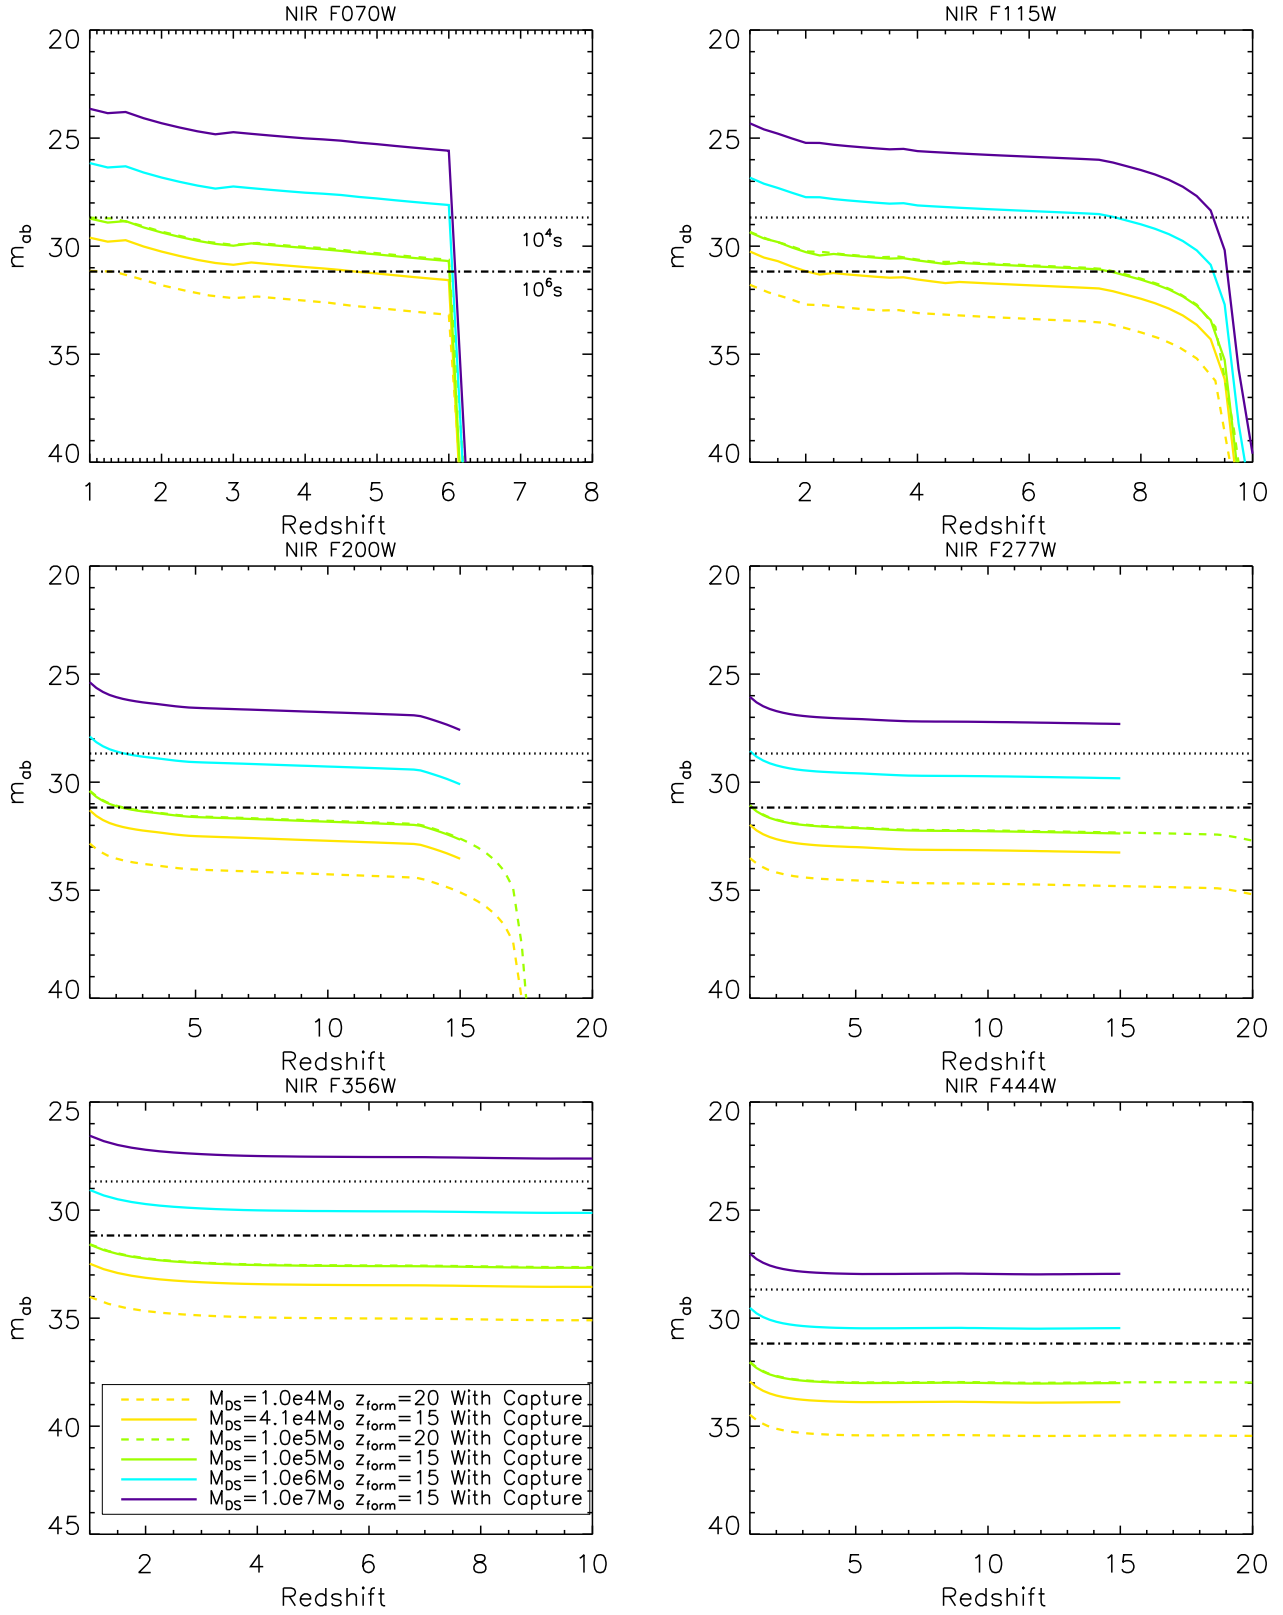 NIR F070W
20
25
30
35
40
m_ab
10⁴s
10⁶s
1 2 3 4 5 6 7 8
Redshift
NIR F115W
20
25
30
35
40
m_ab
2 4 6 8 10
Redshift
NIR F200W
20
25
30
35
40
m_ab
5 10 15 20
Redshift
NIR F277W
20
25
30
35
40
m_ab
5 10 15 20
Redshift
NIR F356W
25
30
35
40
45
m_ab
M_DS=1.0e4M_⊙ z_form=20 With Capture
M_DS=4.1e4M_⊙ z_form=15 With Capture
M_DS=1.0e5M_⊙ z_form=20 With Capture
M_DS=1.0e5M_⊙ z_form=15 With Capture
M_DS=1.0e6M_⊙ z_form=15 With Capture
M_DS=1.0e7M_⊙ z_form=15 With Capture
2 4 6 8 10
Redshift
NIR F444W
20
25
30
35
40
m_ab
5 10 15 20
Redshift